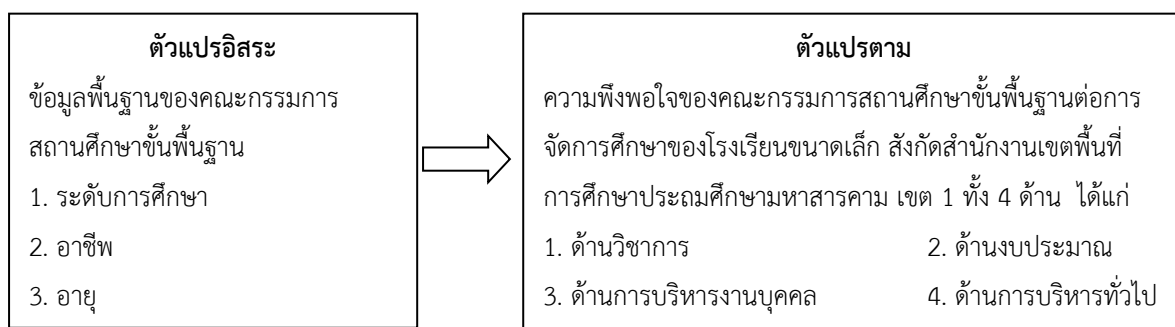 ตัวแปรอิสระ
ข้อมูลพื้นฐานของคณะกรรมการ
สถานศึกษาขั้นพื้นฐาน
1. ระดับการศึกษา
2. อาชีพ
3. อายุ
ตัวแปรตาม
ความพึงพอใจของคณะกรรมการสถานศึกษาขั้นพื้นฐานต่อการ
จัดการศึกษาของโรงเรียนขนาดเล็ก สังกัดสำนักงานเขตพื้นที่
การศึกษาประถมศึกษามหาสารคาม เขต 1 ทั้ง 4 ด้าน ได้แก่
1. ด้านวิชาการ 2. ด้านงบประมาณ
3. ด้านการบริหารงานบุคคล 4. ด้านการบริหารทั่วไป